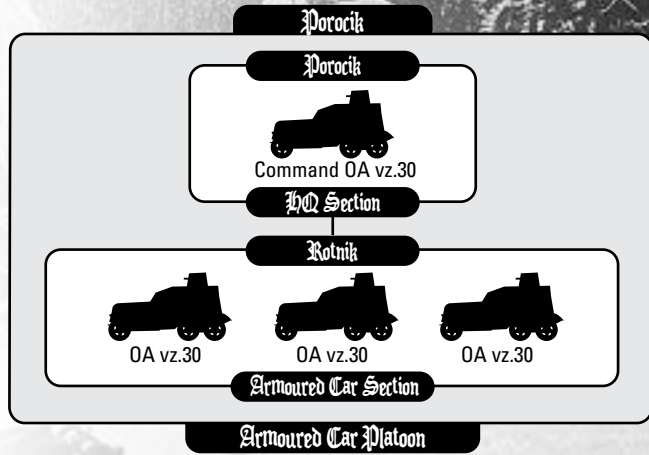 Porocik
Porocik
Command OA vz.30
HQ Section
Rotnik
OA vz.30 OA vz.30 OA vz.30
Armoured Car Section
Armoured Car Platoon